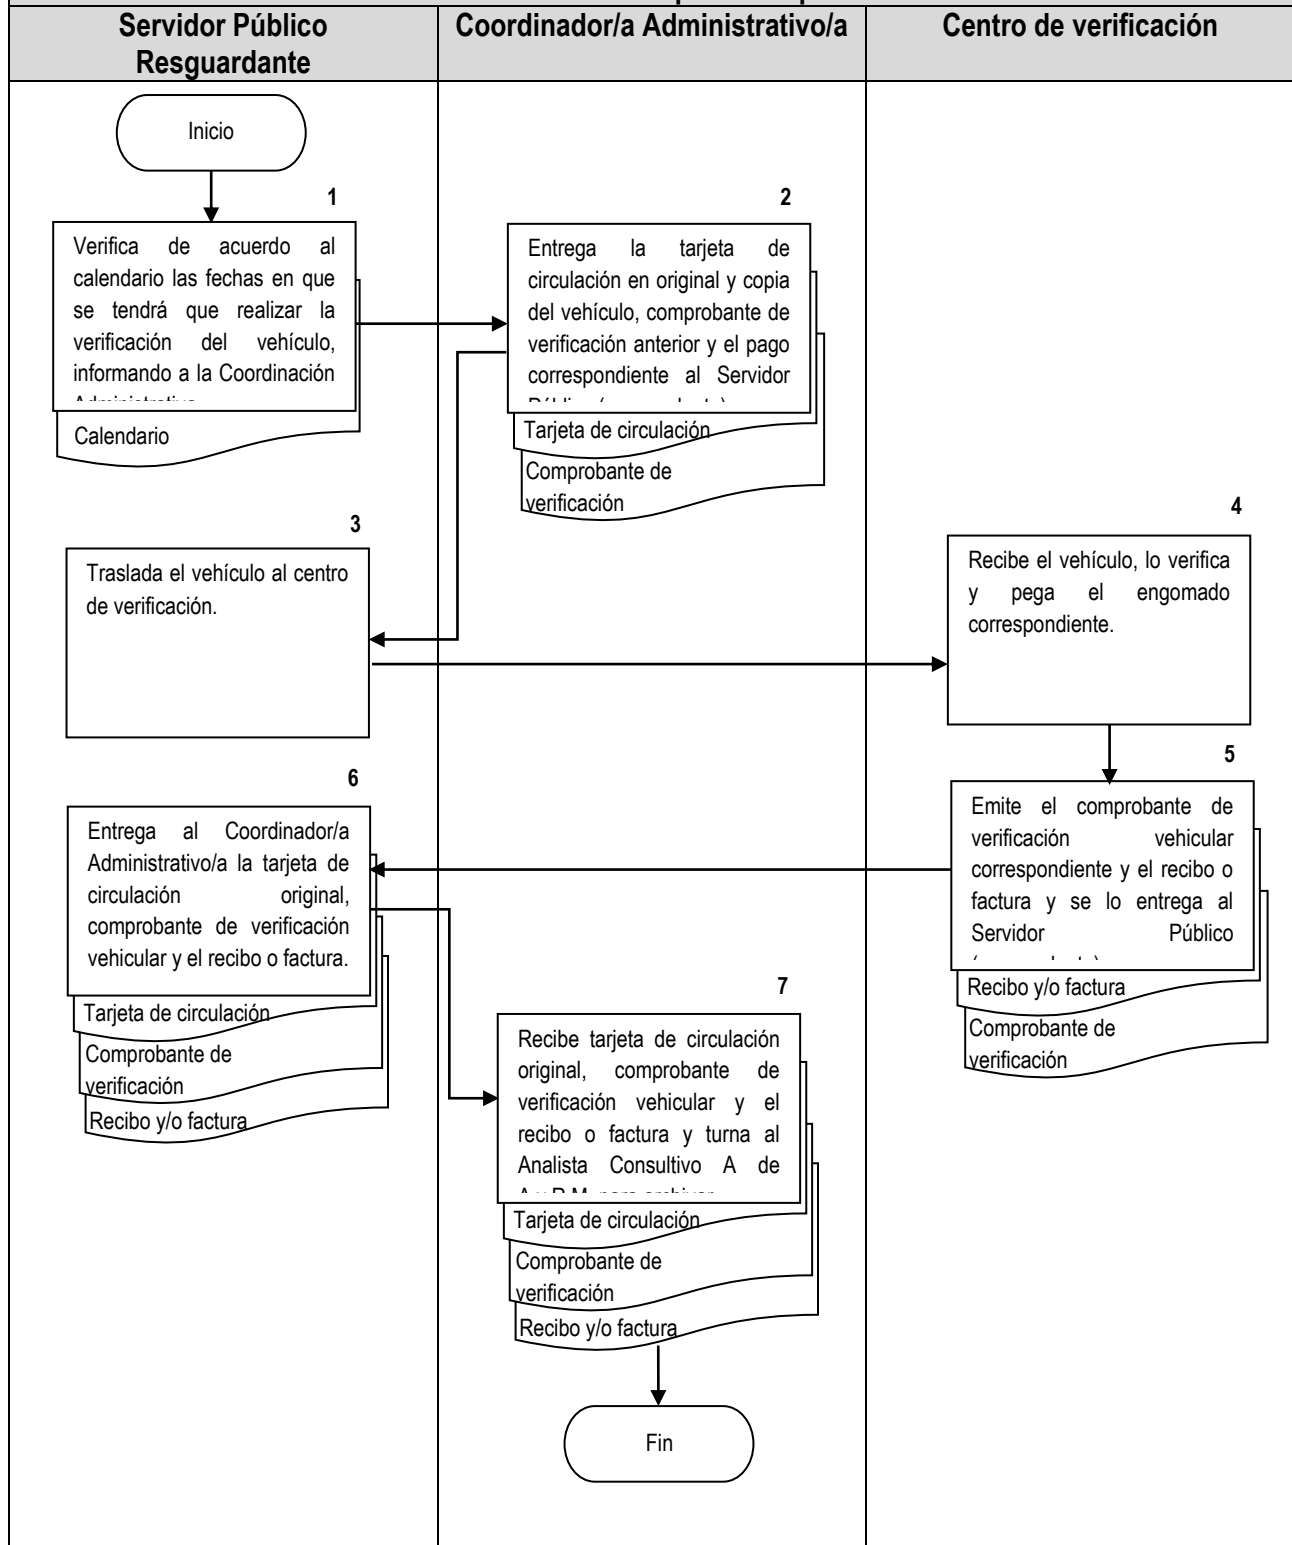 Servidor Público
Resguardante
Coordinador/a Administrativo/a
Centro de verificación
Inicio
1
Verifica de acuerdo al
calendario las fechas en que
se tendrá que realizar la
verificación del vehículo,
informando a la Coordinación
Calendario
2
Entrega la tarjeta de
circulación en original y copia
del vehículo, comprobante de
verificación anterior y el pago
correspondiente al Servidor
Tarjeta de circulación
Comprobante de
verificación
3
Traslada el vehículo al centro
de verificación.
4
Recibe el vehículo, lo verifica
y pega el engomado
correspondiente.
5
Emite el comprobante de
verificación vehicular
correspondiente y el recibo o
factura y se lo entrega al
Servidor Público
Recibo y/o factura
Comprobante de
verificación
6
Entrega al Coordinador/a
Administrativo/a la tarjeta de
circulación original,
comprobante de verificación
vehicular y el recibo o factura.
Tarjeta de circulación
Comprobante de
verificación
Recibo y/o factura
7
Recibe tarjeta de circulación
original, comprobante de
verificación vehicular y el
recibo o factura y turna al
Analista Consultivo A de
Tarjeta de circulación
Comprobante de
verificación
Recibo y/o factura
Fin